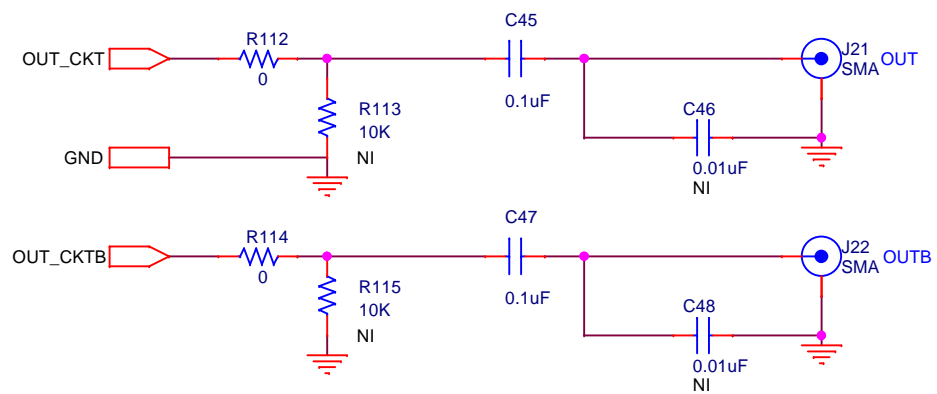 R112
C45
OUT_CKT
0
J21
SMA
OUT
0.1uF
R113
10K
NI
C46
0.01uF
NI
GND
R114
C47
OUT_CKTB
0
J22
SMA
OUTB
0.1uF
R115
10K
NI
C48
0.01uF
NI